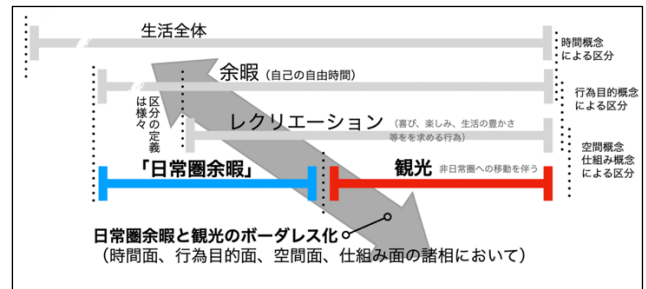 生活全体
時間概念
による区分
余暇（自己の自由時間）
行為目的概念
による区分
区分の定義
は様々
レクリエーション（喜び、楽しみ、生活の豊かさ
等をを求める行為）
空間概念
仕組み概念
による区分
「日常圏余暇」
観光 非日常圏への移動を伴う
日常圏余暇と観光のボーダレス化
（時間面、行為目的面、空間面、仕組み面の諸相において）